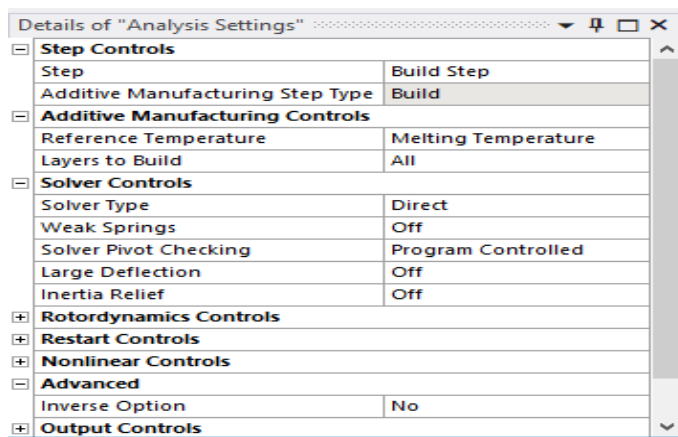 Details of "Analysis Settings"
Step Controls
Step Build Step
Additive Manufacturing Step Type Build
Additive Manufacturing Controls
Reference Temperature Melting Temperature
Layers to Build All
Solver Controls
Solver Type Direct
Weak Springs Off
Solver Pivot Checking Program Controlled
Large Deflection Off
Inertia Relief Off
Rotordynamics Controls
Restart Controls
Nonlinear Controls
Advanced
Inverse Option No
Output Controls